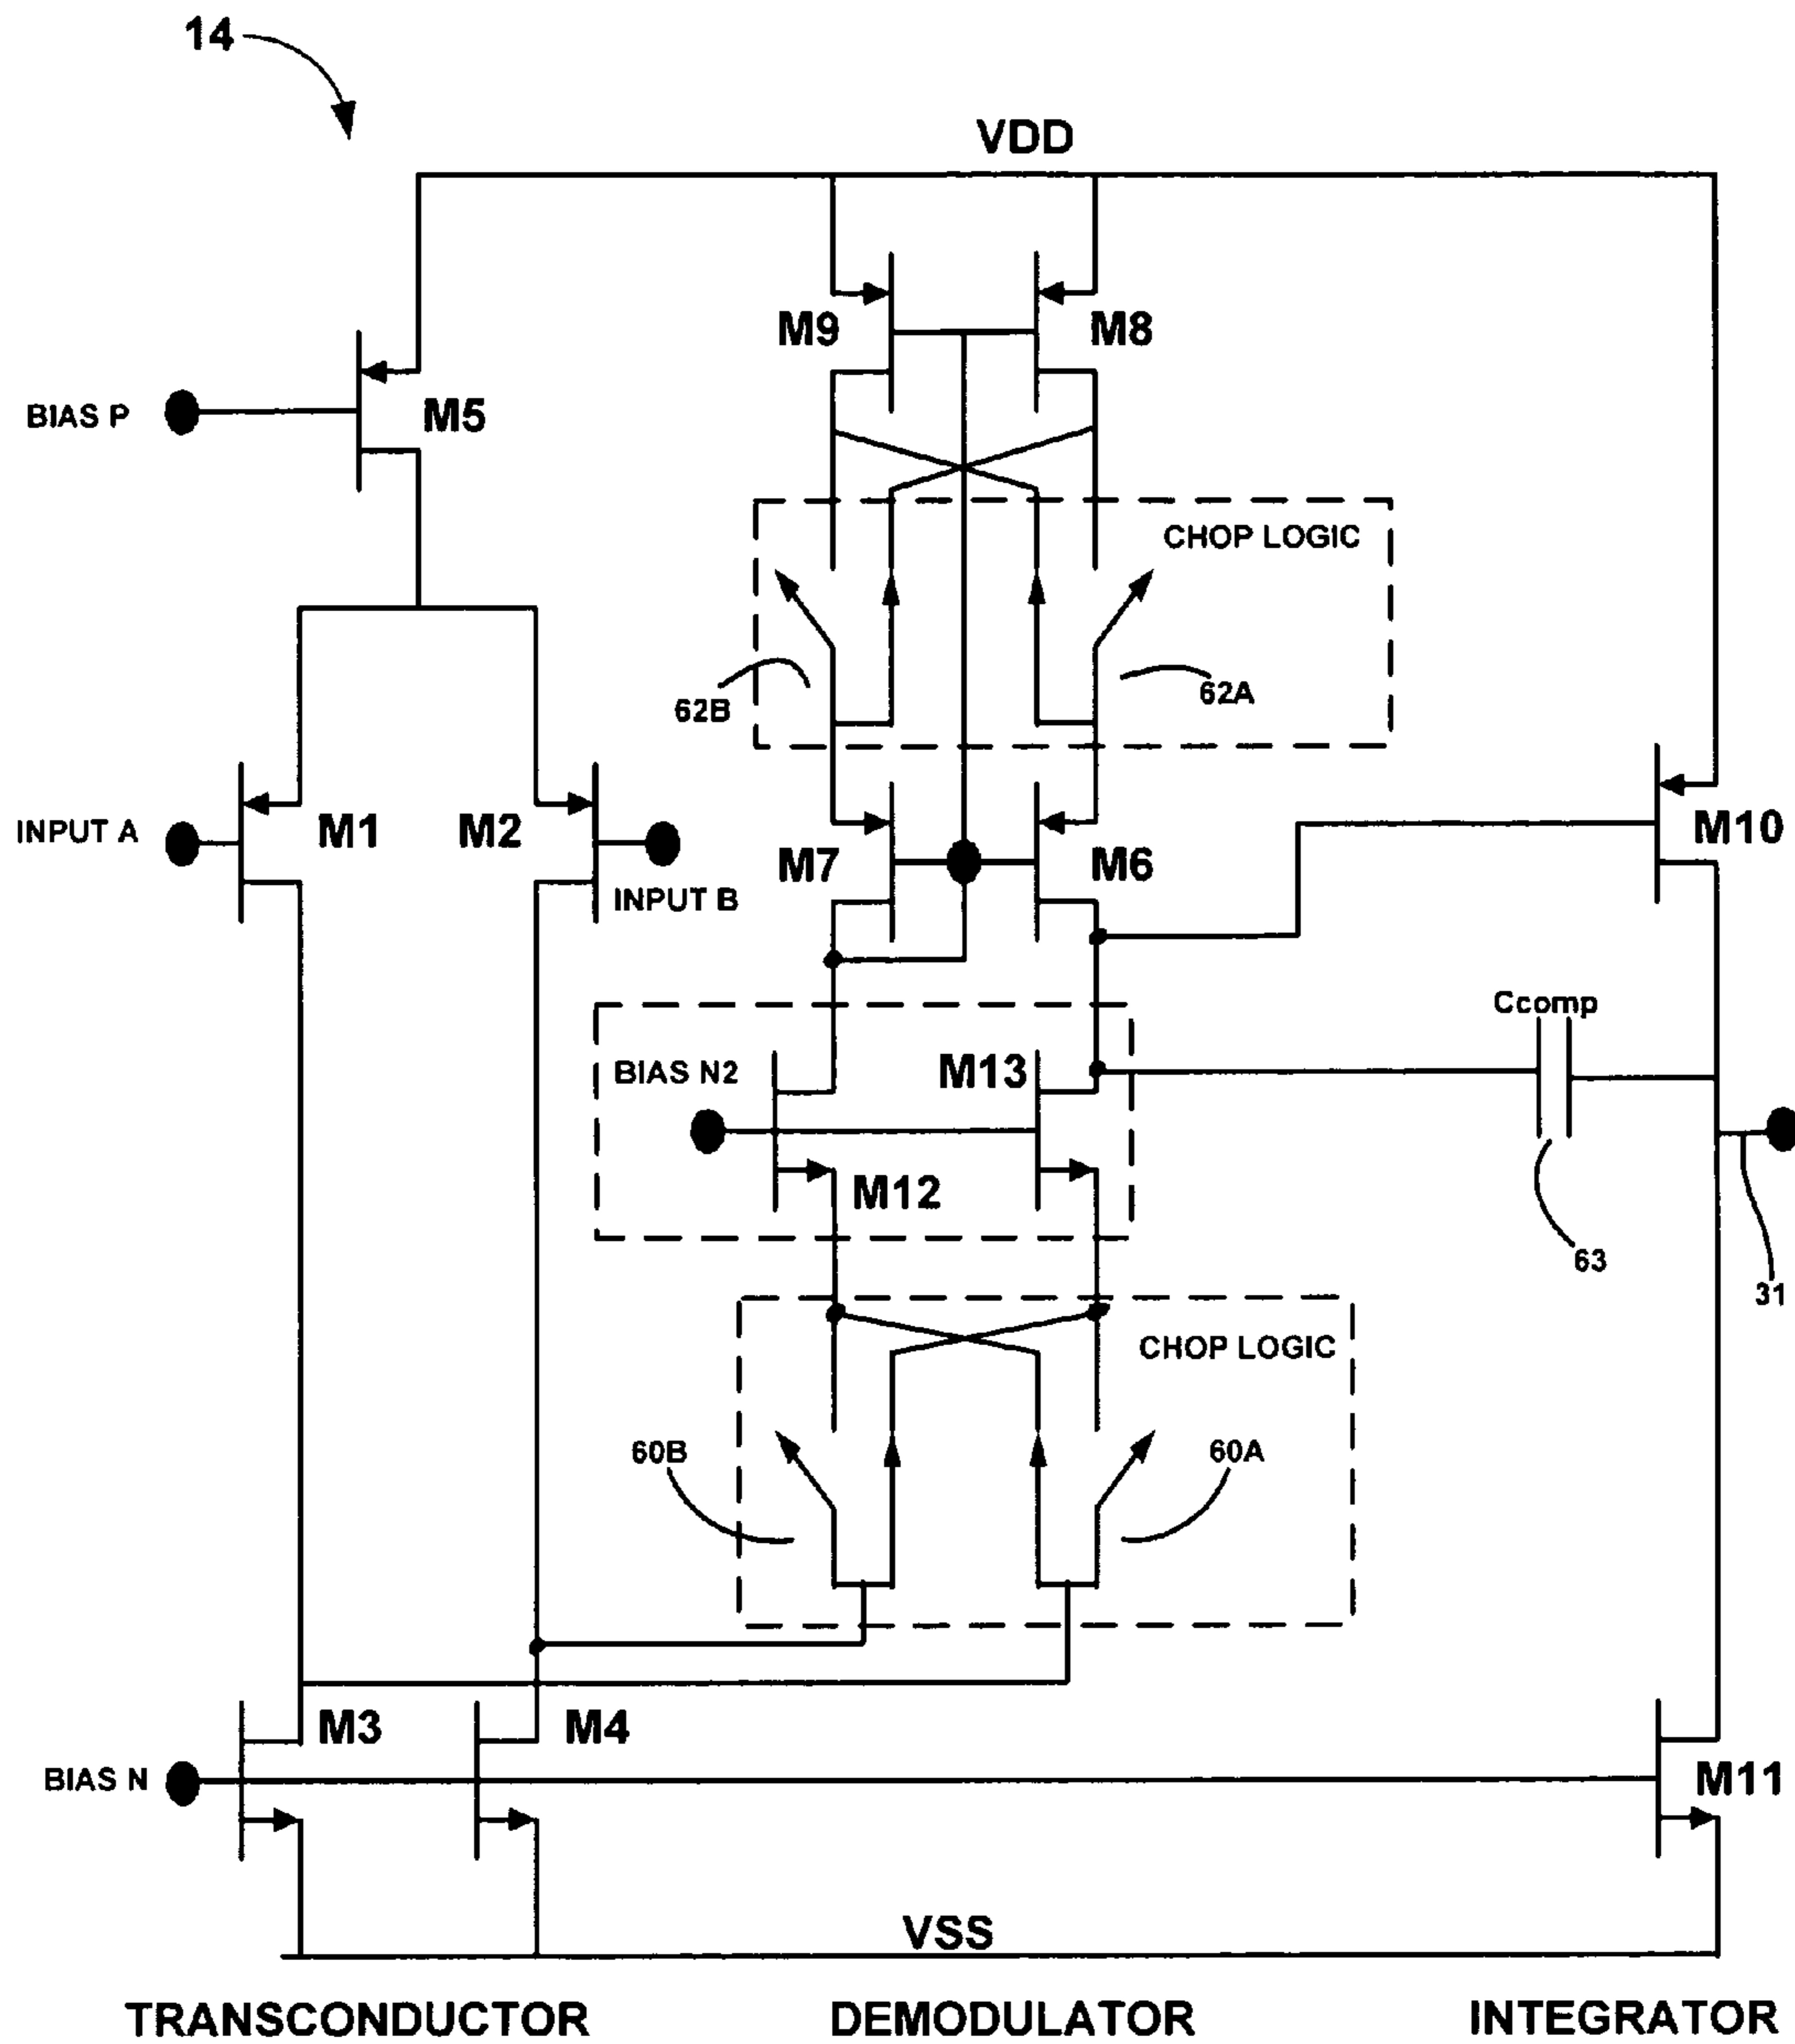 14
VDD
M9
M8
BIAS P
M5
CHOP LOGIC
62B
62A
INPUT A
M1
M2
INPUT B
M7
M6
M10
Ccomp
BIAS N2
M13
M12
63
31
CHOP LOGIC
60B
60A
M3
M4
BIAS N
M11
VSS
TRANSCONDUCTOR
DEMODULATOR
INTEGRATOR